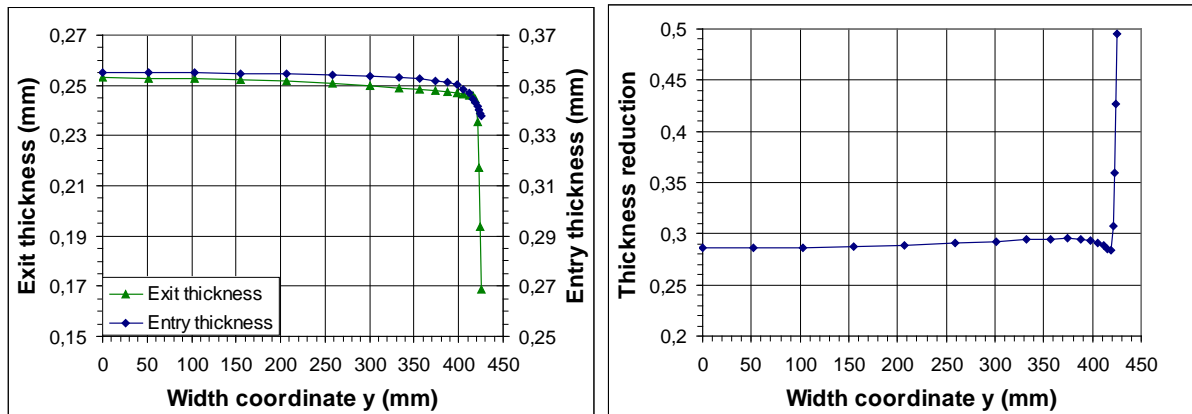 0,27
0,25
0,23
0,21
0,19
0,17
0,15
Exit thickness (mm)
0,37
0,35
0,33
0,31
0,29
0,27
0,25
Entry thickness (mm)
Exit thickness
Entry thickness
0 50 100 150 200 250 300 350 400 450
Width coordinate y (mm)
0,5
0,45
0,4
0,35
0,3
0,25
0,2
Thickness reduction
0 50 100 150 200 250 300 350 400 450
Width coordinate y (mm)